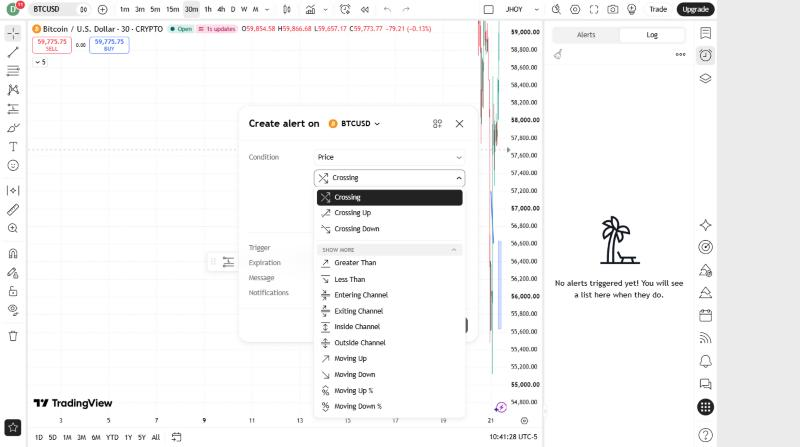 D 11 BTCUSD 1m 3m 5m 15m 30m 1h 4h D W M JHOY Trade Upgrade
Bitcoin / U.S. Dollar · 30 · CRYPTO Open 1s updates O59,854.58 H59,866.68 L59,657.17 C59,773.77 -79.21 (-0.13%)
59,775.75 SELL
0.00
59,775.75 BUY
5
59,000.00
58,800.00
58,600.00
58,400.00
58,200.00
58,000.00
57,800.00
57,600.00
57,400.00
57,200.00
57,000.00
56,800.00
56,600.00
56,400.00
56,200.00
56,000.00
55,800.00
55,600.00
55,400.00
55,200.00
55,000.00
54,800.00
Create alert on BTCUSD
Condition
Price
Crossing
Crossing
Crossing Up
Crossing Down
SHOW MORE
Greater Than
Less Than
Entering Channel
Exiting Channel
Inside Channel
Outside Channel
Moving Up
Moving Down
Moving Up %
Moving Down %
Trigger
Expiration
Message
Notifications
TradingView
3 5 7 9 11 13 15 17 19 21
1D 5D 1M 3M 6M YTD 1Y 5Y All
10:41:28 UTC-5
Alerts Log
No alerts triggered yet! You will see
a list here when they do.